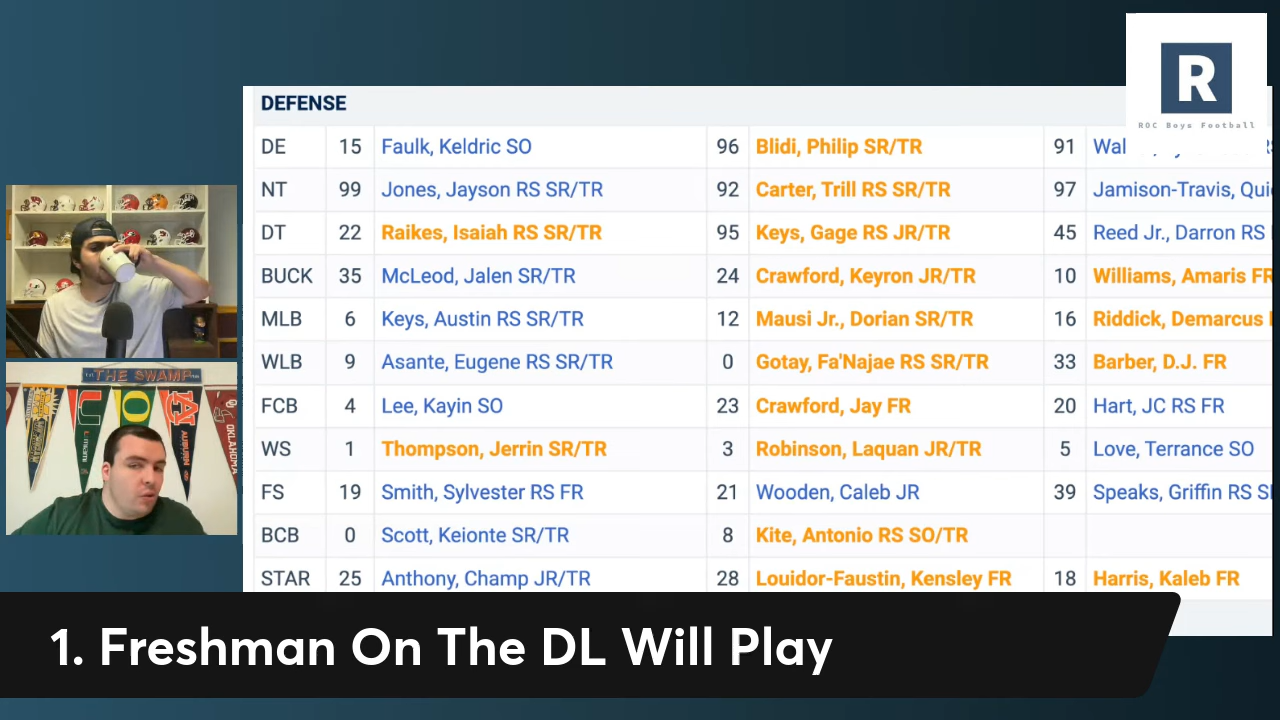 R
ROC Boys Football
DEFENSE
DE 15 Faulk, Keldric SO 96 Blidi, Philip SR/TR 91
NT 99 Jones, Jayson RS SR/TR 92 Carter, Trill RS SR/TR 97 Jamison-Travis,
DT 22 Raikes, Isaiah RS SR/TR 95 Keys, Gage RS JR/TR 45 Reed Jr., Darron RS
BUCK 35 McLeod, Jalen SR/TR 24 Crawford, Keyron JR/TR 10 Williams, Amaris FR
MLB 6 Keys, Austin RS SR/TR 12 Mausi Jr., Dorian SR/TR 16 Riddick, Demarcus
WLB 9 Asante, Eugene RS SR/TR 0 Gotay, Fa'Najae RS SR/TR 33 Barber, D.J. FR
FCB 4 Lee, Kayin SO 23 Crawford, Jay FR 20 Hart, JC RS FR
WS 1 Thompson, Jerrin SR/TR 3 Robinson, Laquan JR/TR 5 Love, Terrance SO
FS 19 Smith, Sylvester RS FR 21 Wooden, Caleb JR 39 Speaks, Griffin RS
BCB 0 Scott, Keionte SR/TR 8 Kite, Antonio RS SO/TR
STAR 25 Anthony, Champ JR/TR 28 Louidor-Faustin, Kensley FR 18 Harris, Kaleb FR
THE SWAMP
U
O
AUBURN
OKLAHOMA
1. Freshman On The DL Will Play